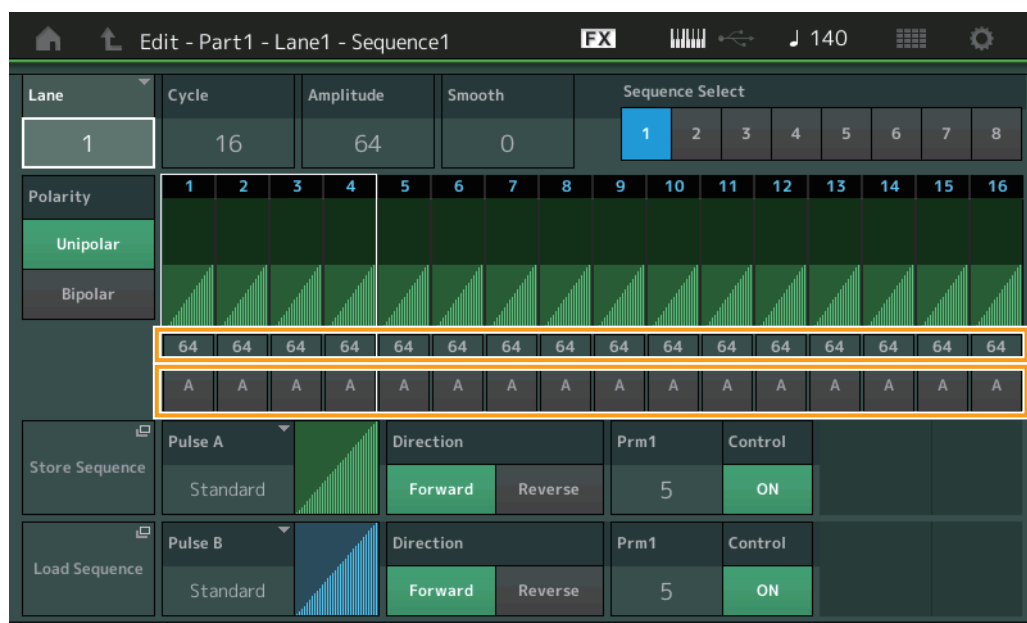 Edit - Part1 - Lane1 - Sequence1 FX ♩ 140
Lane Cycle Amplitude Smooth Sequence Select
1 16 64 0 1 2 3 4 5 6 7 8
Polarity 1 2 3 4 5 6 7 8 9 10 11 12 13 14 15 16
Unipolar
Bipolar
64 64 64 64 64 64 64 64 64 64 64 64 64 64 64 64
A A A A A A A A A A A A A A A A
Store Sequence
Pulse A Direction Prm1 Control
Standard Forward Reverse 5 ON
Load Sequence
Pulse B Direction Prm1 Control
Standard Forward Reverse 5 ON